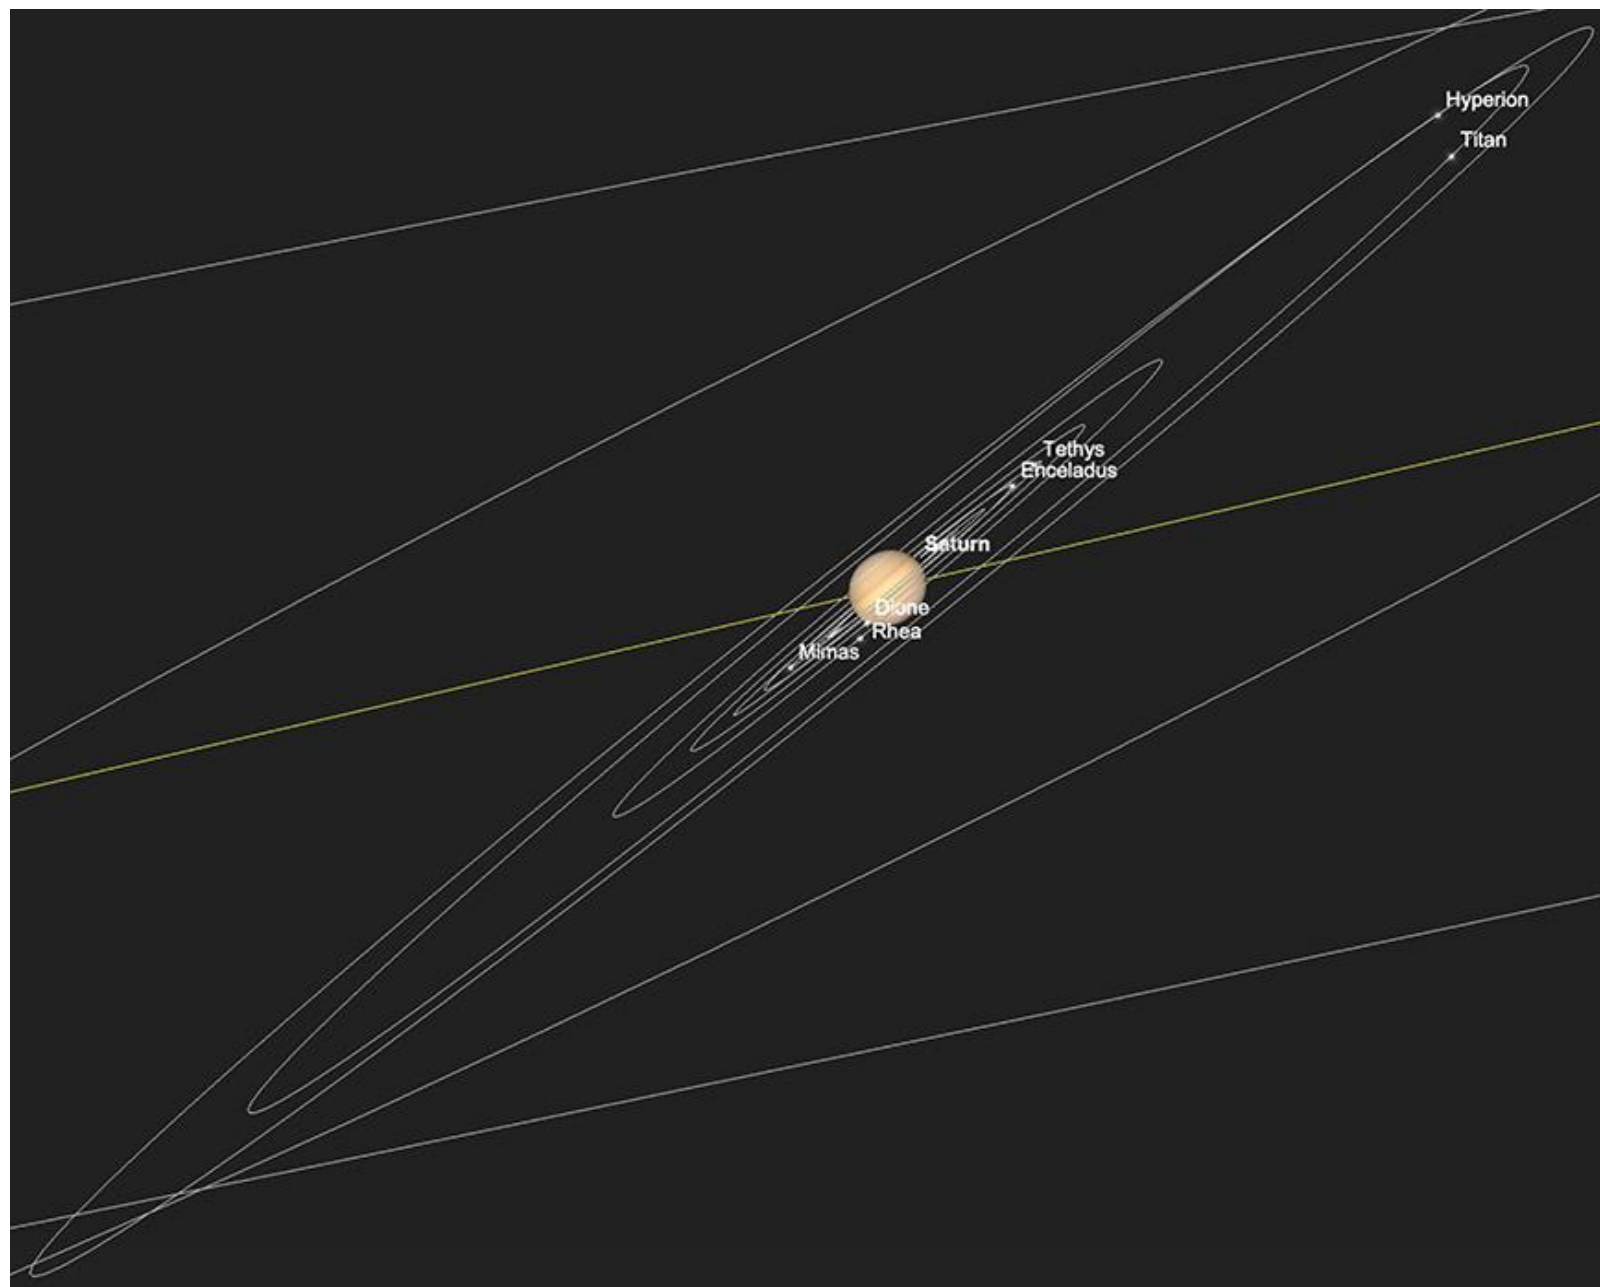 Hyperion
Titan
Tethys
Enceladus
Saturn
Dione
Rhea
Mimas